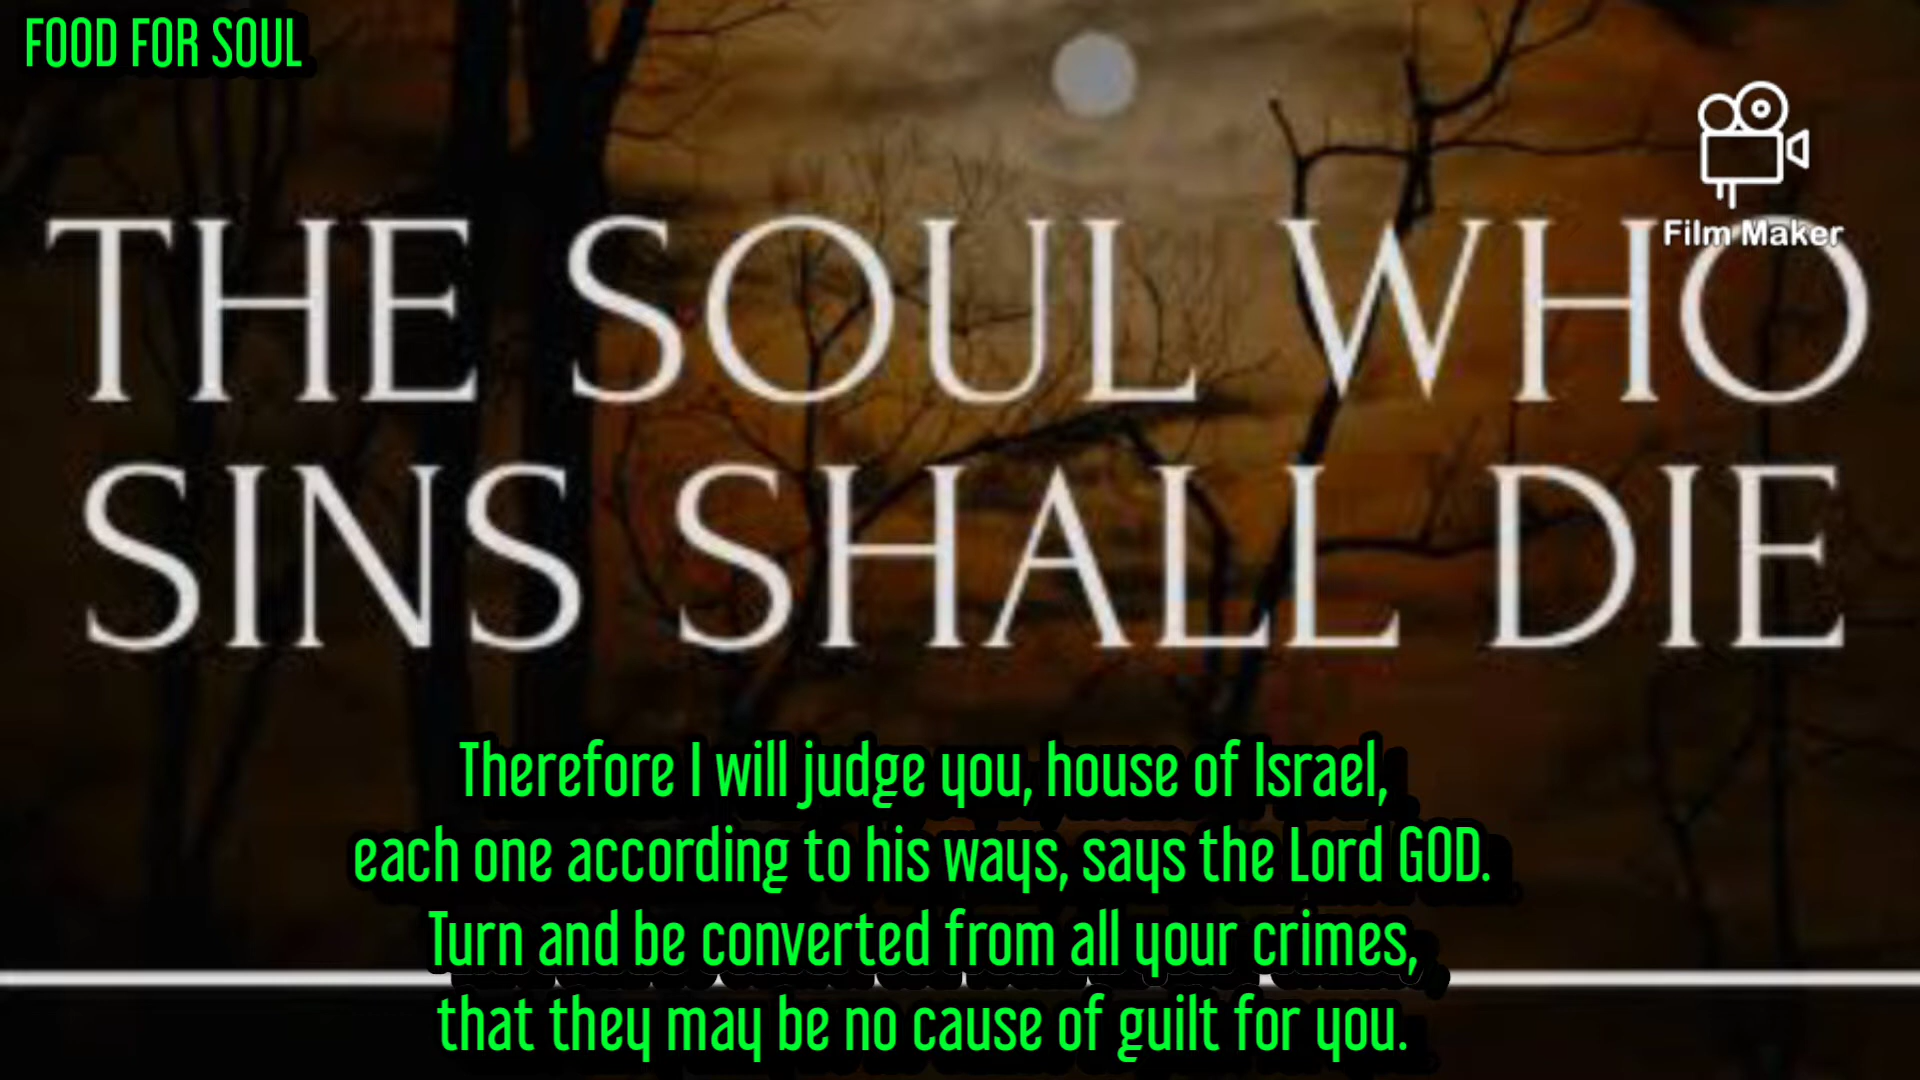 FOOD FOR SOUL
Film Maker
THE SOUL WHO
SINS SHALL DIE
Therefore I will judge you, house of Israel,
each one according to his ways, says the Lord GOD.
Turn and be converted from all your crimes,
that they may be no cause of guilt for you.